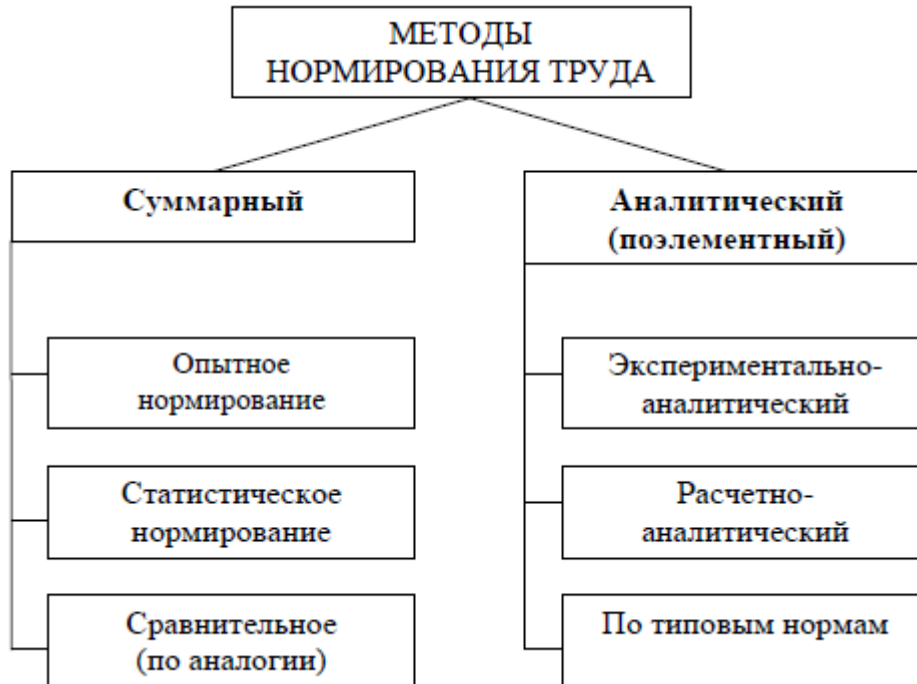 МЕТОДЫ
НОРМИРОВАНИЯ ТРУДА
Суммарный
Аналитический
(поэлементный)
Опытное
нормирование
Экспериментально-
аналитический
Статистическое
нормирование
Расчетно-
аналитический
Сравнительное
(по аналогии)
По типовым нормам